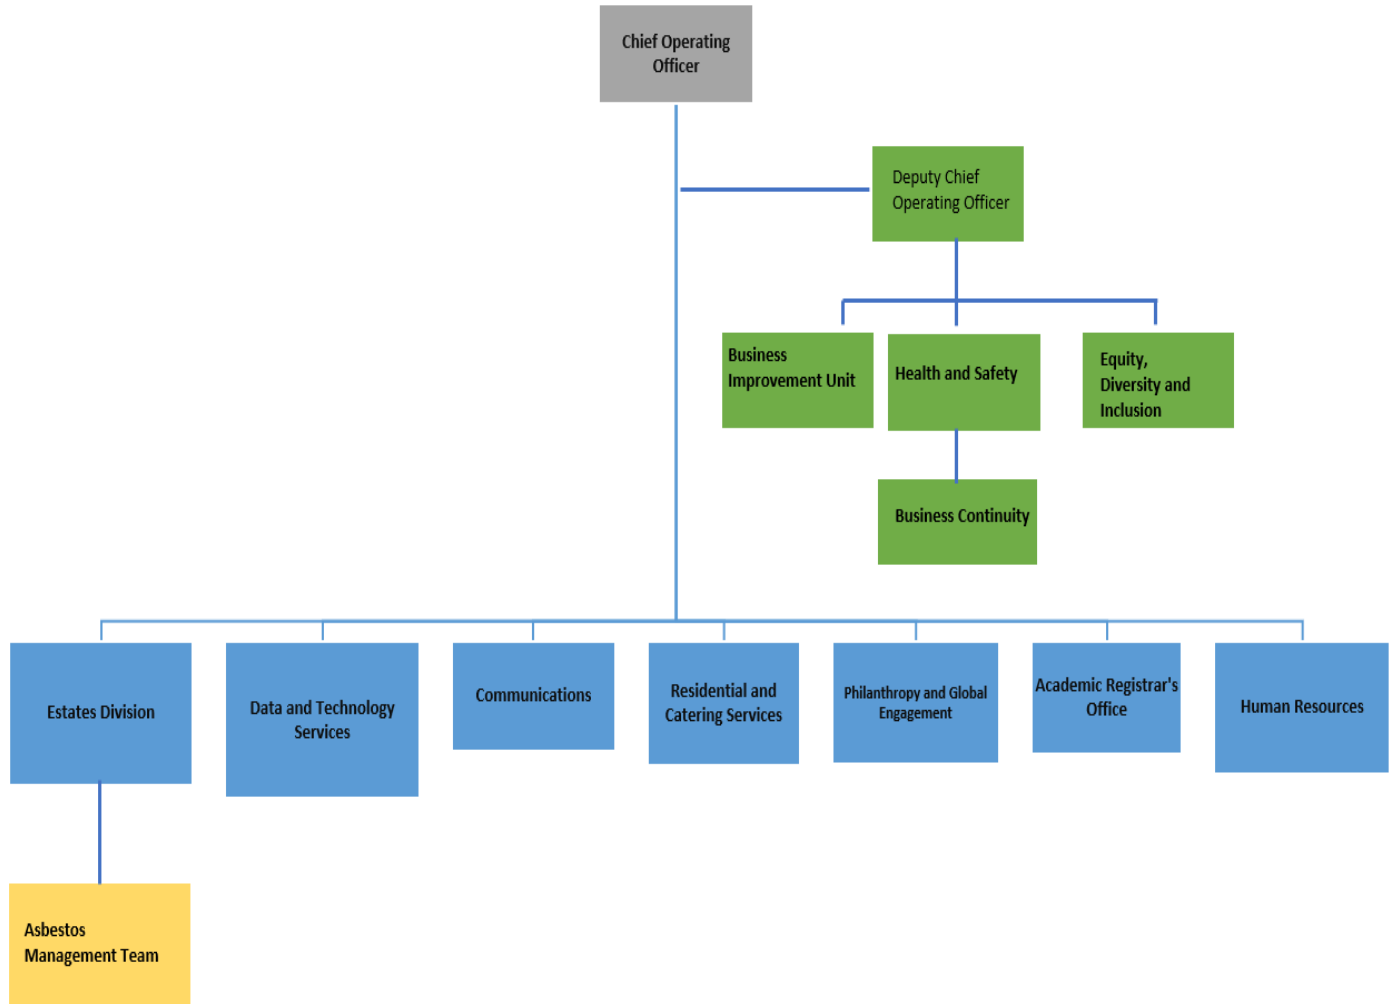 Chief Operating
Officer
Deputy Chief
Operating Officer
Business
Improvement Unit
Health and Safety
Equity,
Diversity and
Inclusion
Business Continuity
Estates Division
Data and Technology
Services
Communications
Residential and
Catering Services
Philanthropy and Global
Engagement
Academic Registrar's
Office
Human Resources
Asbestos
Management Team